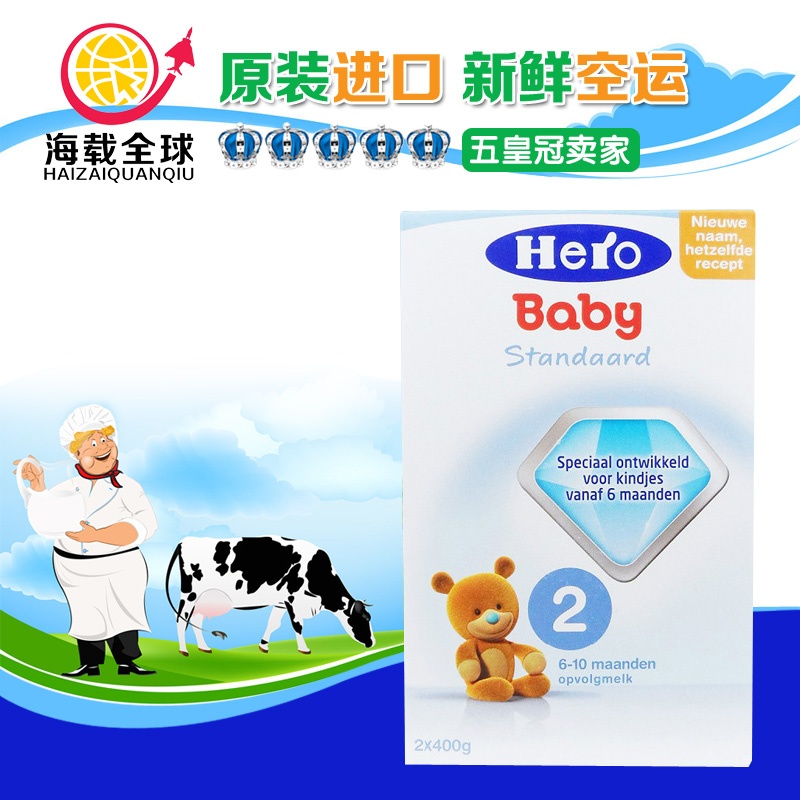 海载全球
HAIZAIQUANQIU
原装进口 新鲜空运
五皇冠卖家
Nieuwe
naam,
hetzelfde
recept
Hero
Baby
Standaard
Speciaal ontwikkeld
voor kindjes
vanaf 6 maanden
2
6-10 maanden
opvolgmelk
2x400g